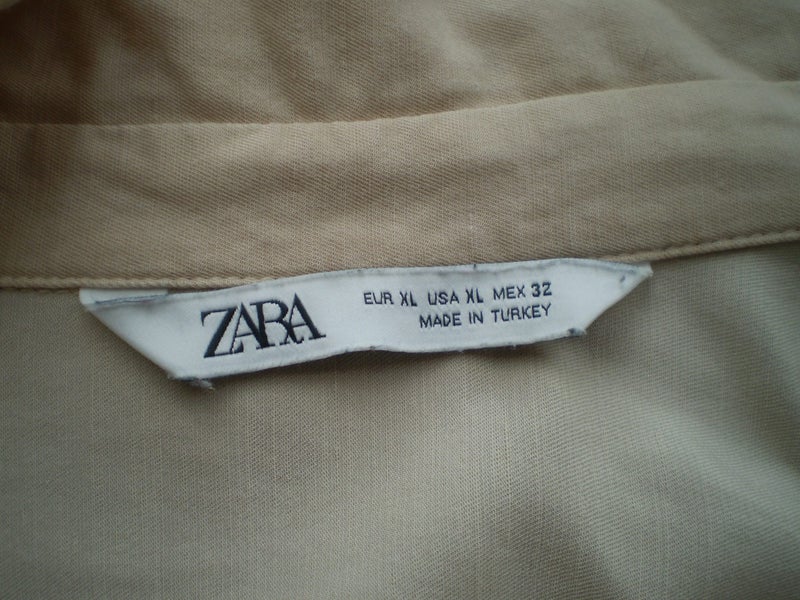 ZARA
EUR XL USA XL MEX 32
MADE IN TURKEY